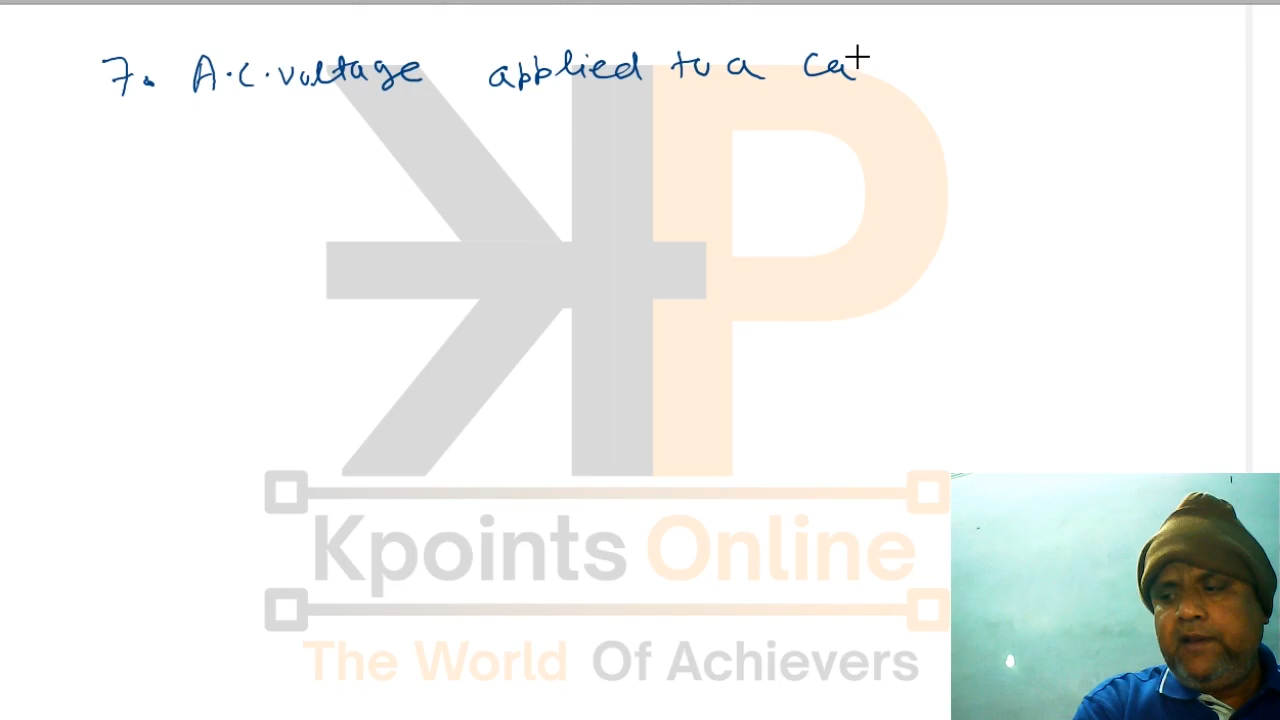 7. A.C. voltage applied to a Ca
Kpoints Online
The World Of Achievers